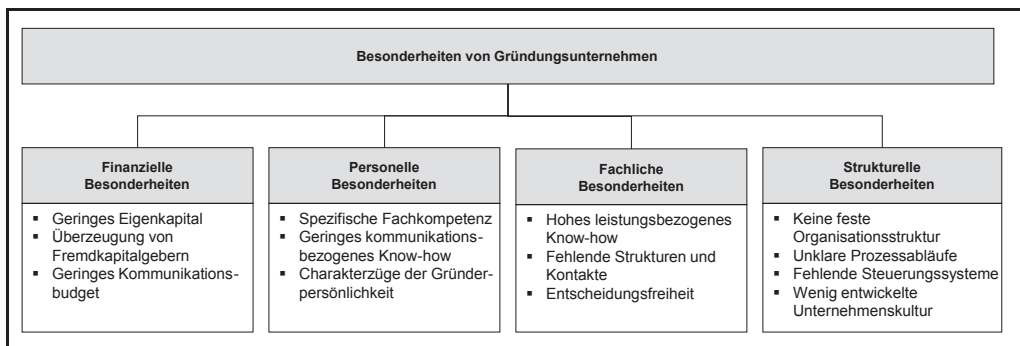 Besonderheiten von Gründungsunternehmen
Finanzielle
Besonderheiten
▪ Geringes Eigenkapital
▪ Überzeugung von
Fremdkapitalgebern
▪ Geringes Kommunikations-
budget
Personelle
Besonderheiten
▪ Spezifische Fachkompetenz
▪ Geringes kommunikations-
bezogenes Know-how
▪ Charakterzüge der Gründer-
persönlichkeit
Fachliche
Besonderheiten
▪ Hohes leistungsbezogenes
Know-how
▪ Fehlende Strukturen und
Kontakte
▪ Entscheidungsfreiheit
Strukturelle
Besonderheiten
▪ Keine feste
Organisationsstruktur
▪ Unklare Prozessabläufe
▪ Fehlende Steuerungssysteme
▪ Wenig entwickelte
Unternehmenskultur